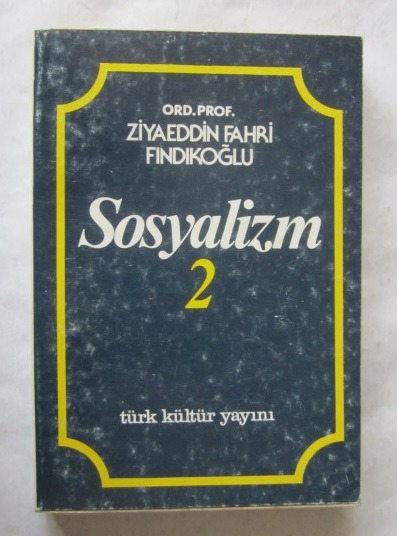 ORD. PROF.
ZİYAEDDİN FAHRİ
FINDIKOĞLU
Sosyalizm
2
türk kültür yayını